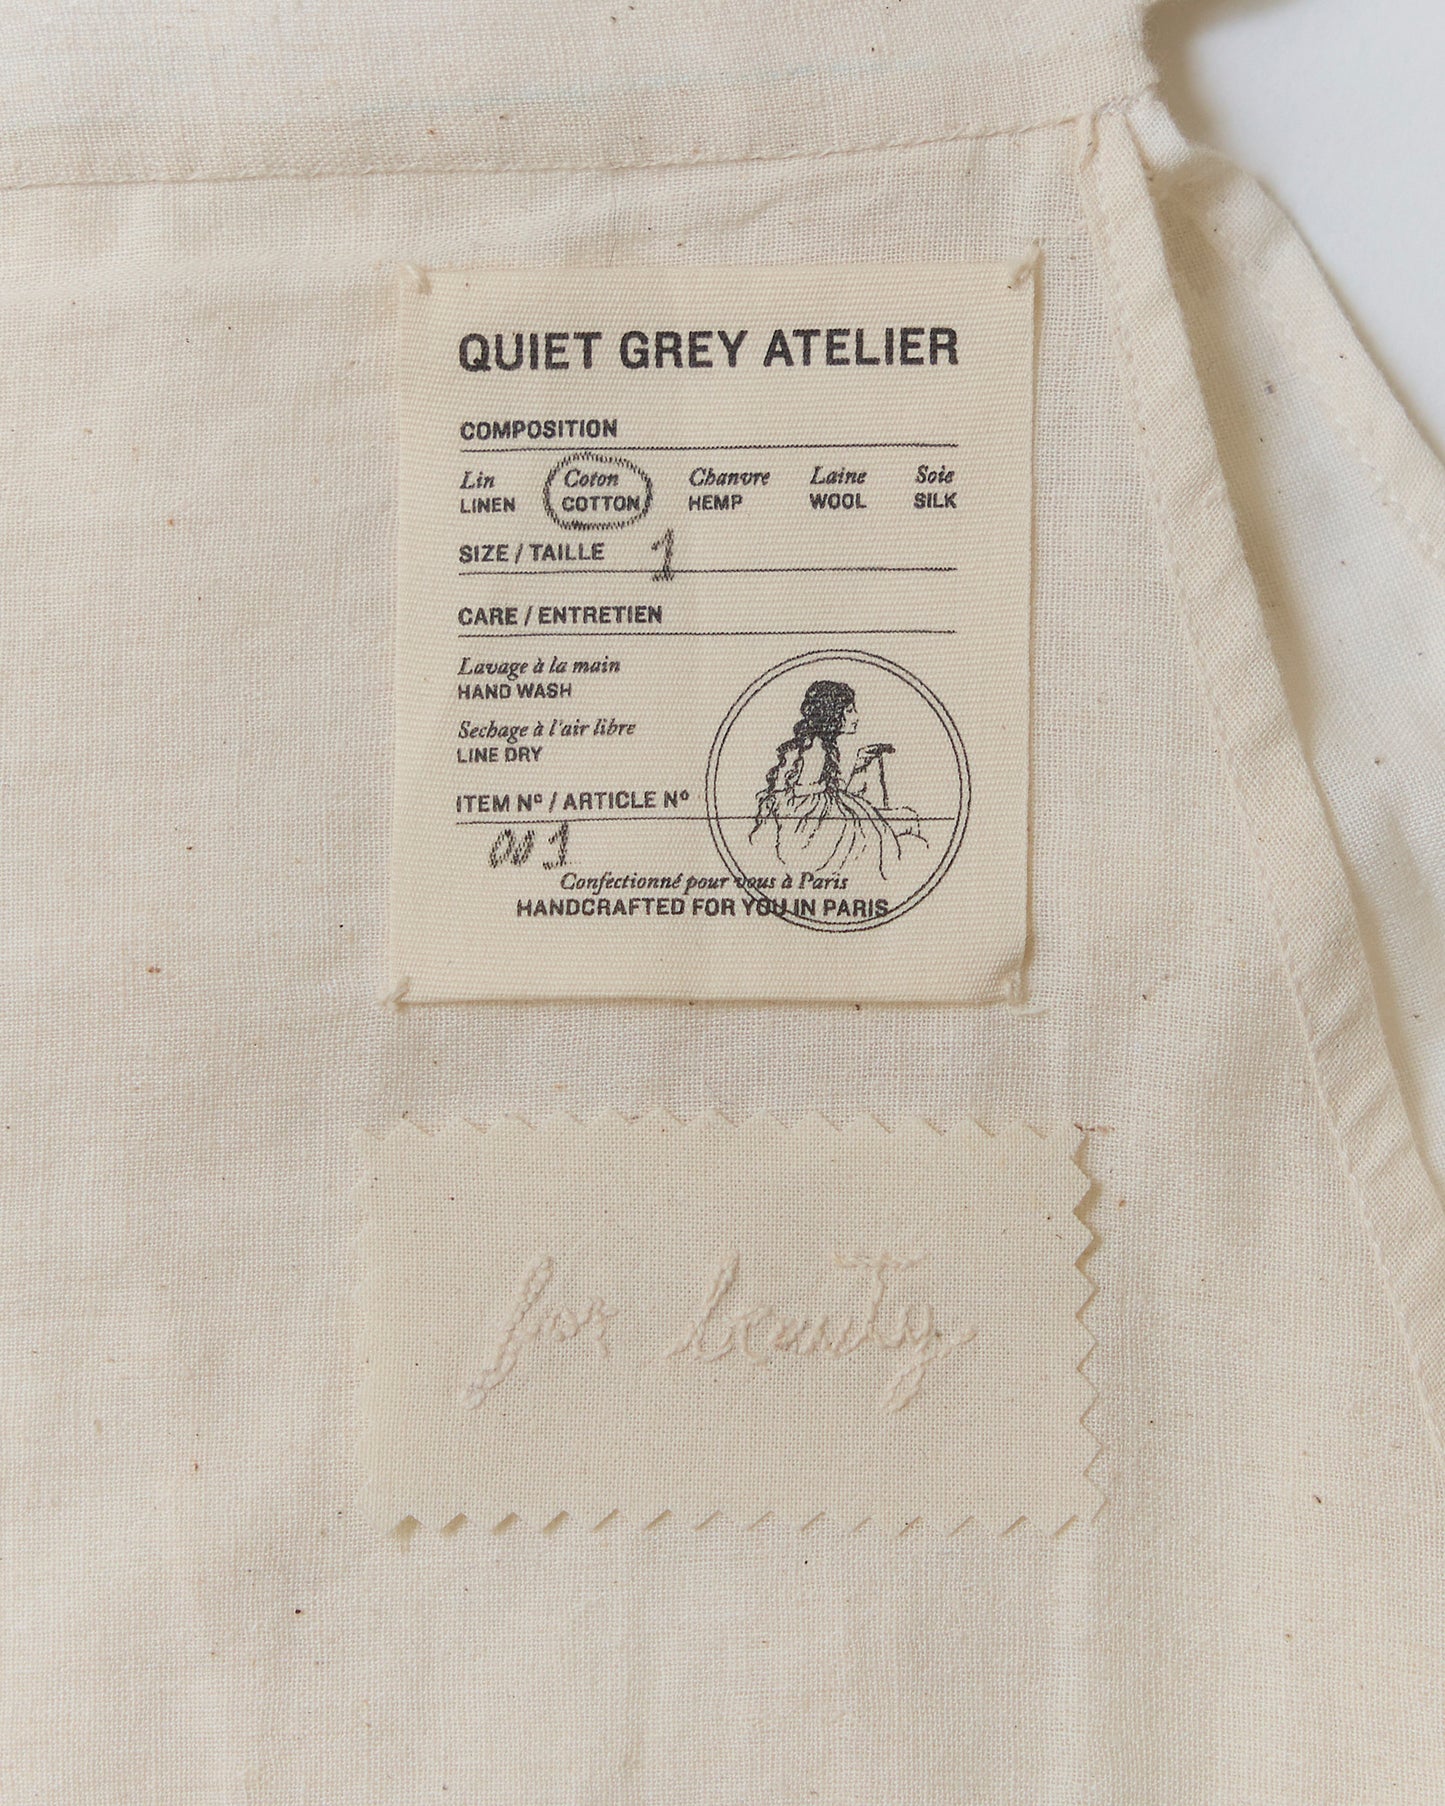 QUIET GREY ATELIER
COMPOSITION
Lin Coton Chanvre Laine Soie
LINEN COTTON HEMP WOOL SILK
SIZE / TAILLE 1
CARE / ENTRETIEN
Lavage à la main
HAND WASH
Sechage à l'air libre
LINE DRY
ITEM Nº / ARTICLE Nº
001
Confectionné pour vous à Paris
HANDCRAFTED FOR YOU IN PARIS
for beauty